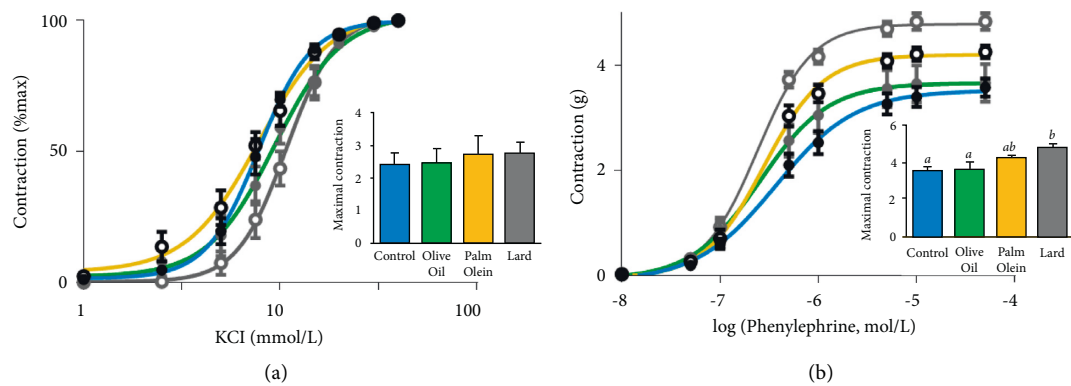 Contraction (%max)
100
50
0
1
10
100
KCI (mmol/L)
Maximal contraction
4
3
2
1
0
Control
Olive
Oil
Palm
Olein
Lard
(a)
Contraction (g)
4
2
0
-8
-7
-6
-5
-4
log (Phenylephrine, mol/L)
Maximal contraction
6
4
2
0
a
a
ab
b
Control
Olive
Oil
Palm
Olein
Lard
(b)